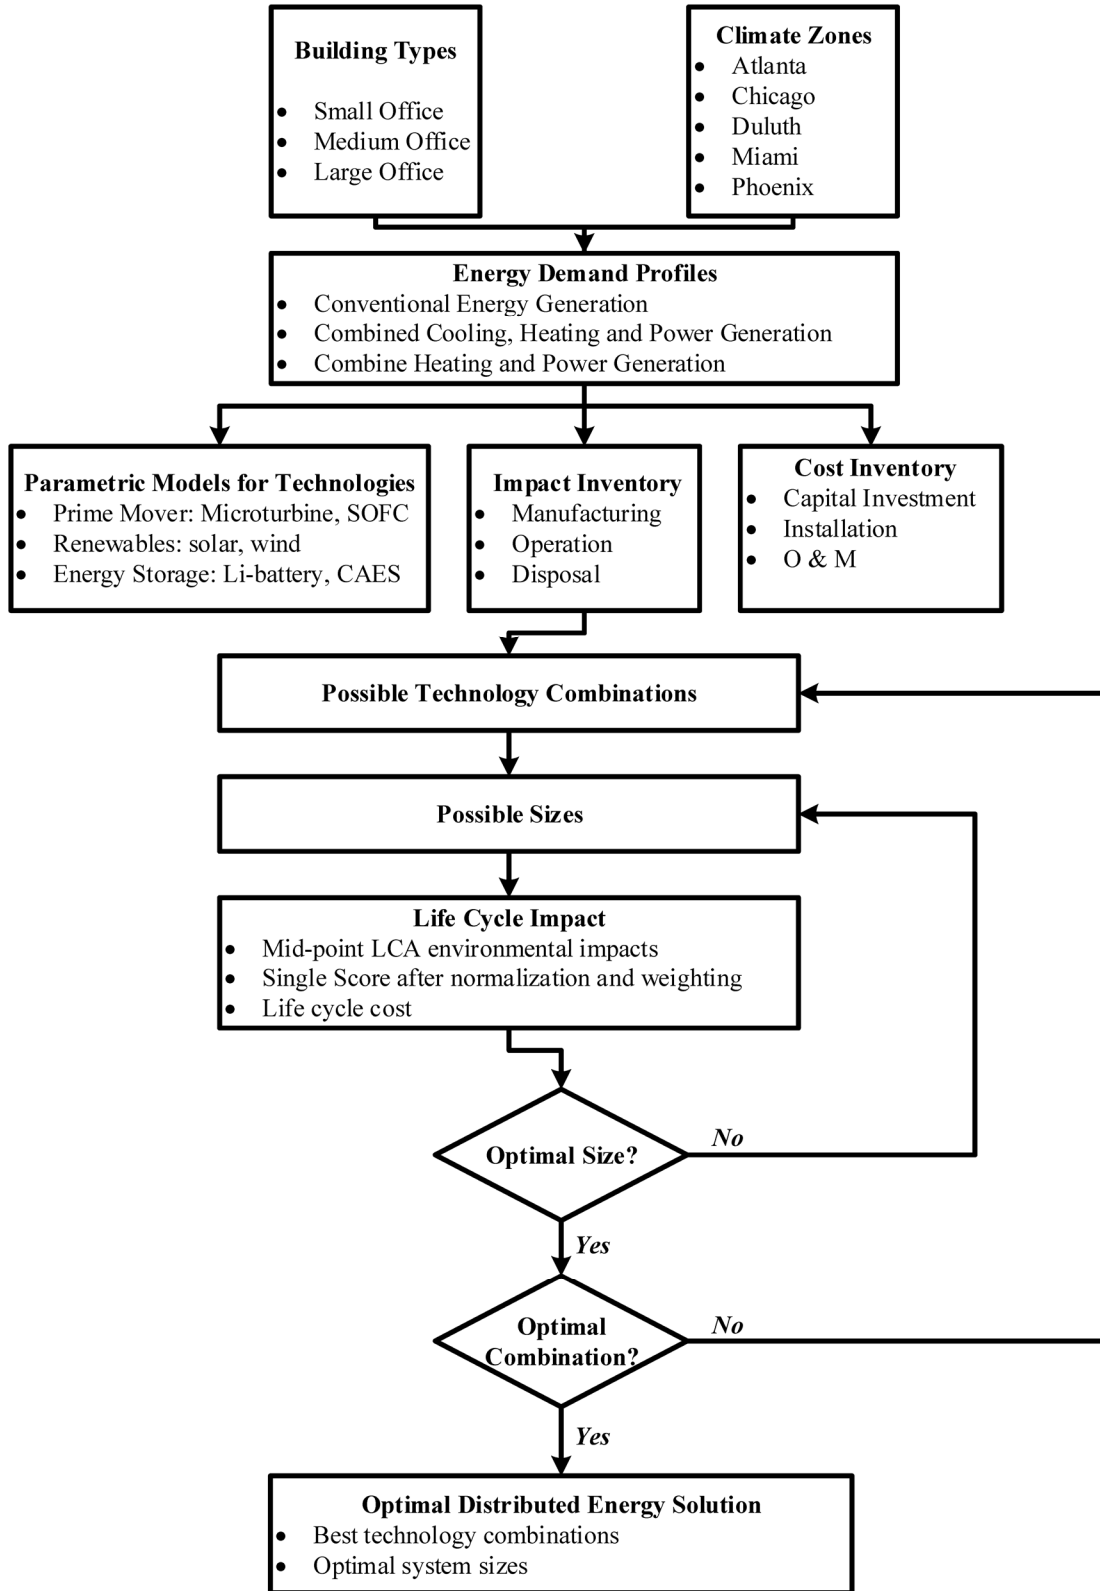 Building Types
• Small Office
• Medium Office
• Large Office
Climate Zones
• Atlanta
• Chicago
• Duluth
• Miami
• Phoenix
Energy Demand Profiles
• Conventional Energy Generation
• Combined Cooling, Heating and Power Generation
• Combine Heating and Power Generation
Parametric Models for Technologies
• Prime Mover: Microturbine, SOFC
• Renewables: solar, wind
• Energy Storage: Li-battery, CAES
Impact Inventory
• Manufacturing
• Operation
• Disposal
Cost Inventory
• Capital Investment
• Installation
• O & M
Possible Technology Combinations
Possible Sizes
Life Cycle Impact
• Mid-point LCA environmental impacts
• Single Score after normalization and weighting
• Life cycle cost
Optimal Size?
No
Yes
Optimal
Combination?
No
Yes
Optimal Distributed Energy Solution
• Best technology combinations
• Optimal system sizes